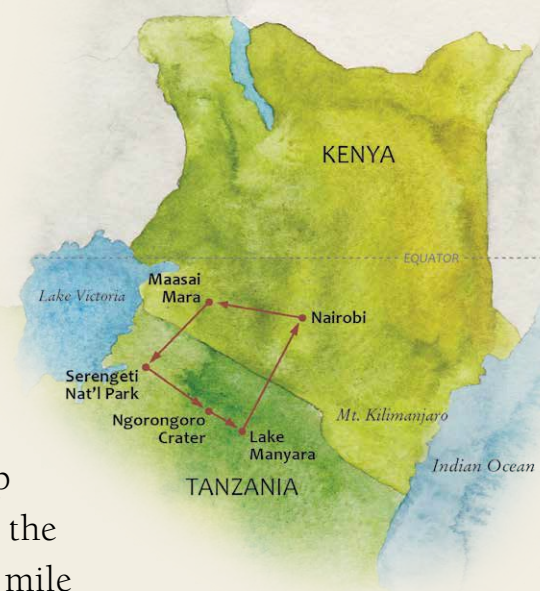 KENYA
EQUATOR
Maasai
Mara
Lake Victoria
Nairobi
Serengeti
Nat'l Park
Mt. Kilimanjaro
Ngorongoro
Crater
Lake
Manyara
Indian Ocean
TANZANIA
the
mile